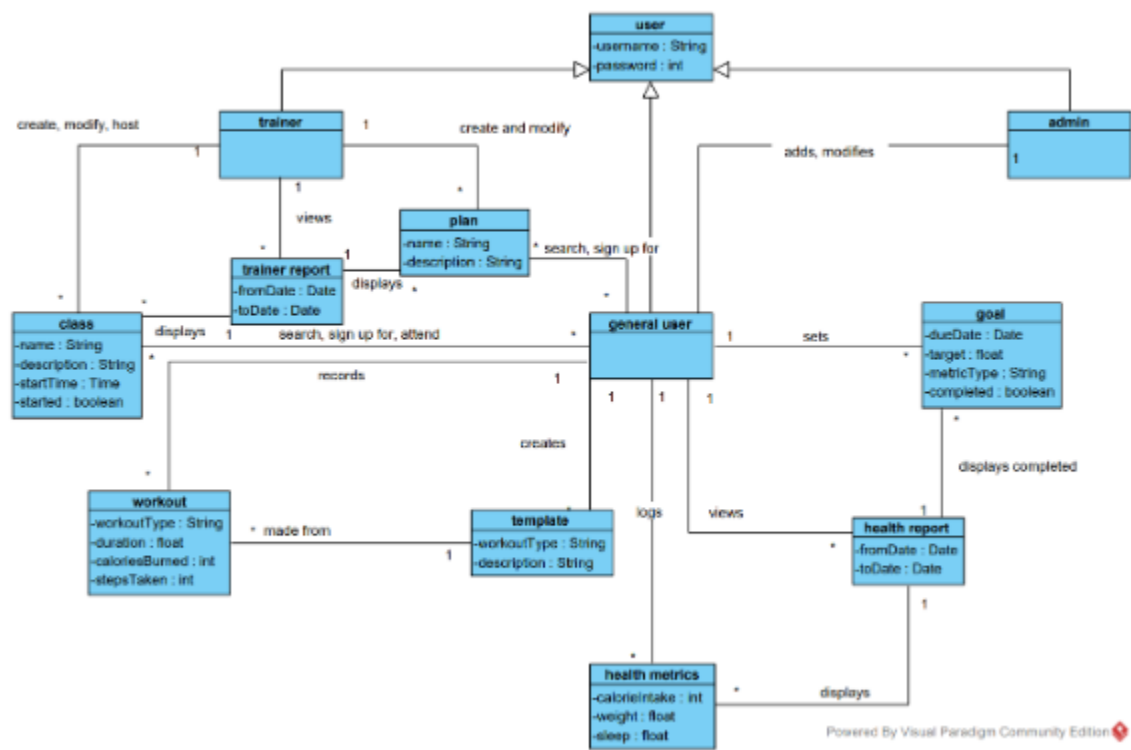 user
-username : String
-password : int
trainer
admin
create, modify, host
1
1
create and modify
adds, modifies
1
1
views
*
plan
-name : String
-description : String
* search, sign up for
*
trainer report
-fromDate : Date
-toDate : Date
1
displays
*
*
*
class
-name : String
-description : String
-startTime : Time
-started : boolean
displays
1
search, sign up for, attend
*
*
*
general user
1
sets
*
goal
-dueDate : Date
-target : float
-metricType : String
-completed : boolean
records
1
1
1
1
*
creates
displays completed
*
workout
-workoutType : String
-duration : float
-caloriesBurned : int
-stepsTaken : int
* made from
1
*
template
-workoutType : String
-description : String
logs
views
*
1
health report
-fromDate : Date
-toDate : Date
1
*
health metrics
-calorieIntake : int
-weight : float
-sleep : float
*
displays
Powered By Visual Paradigm Community Edition